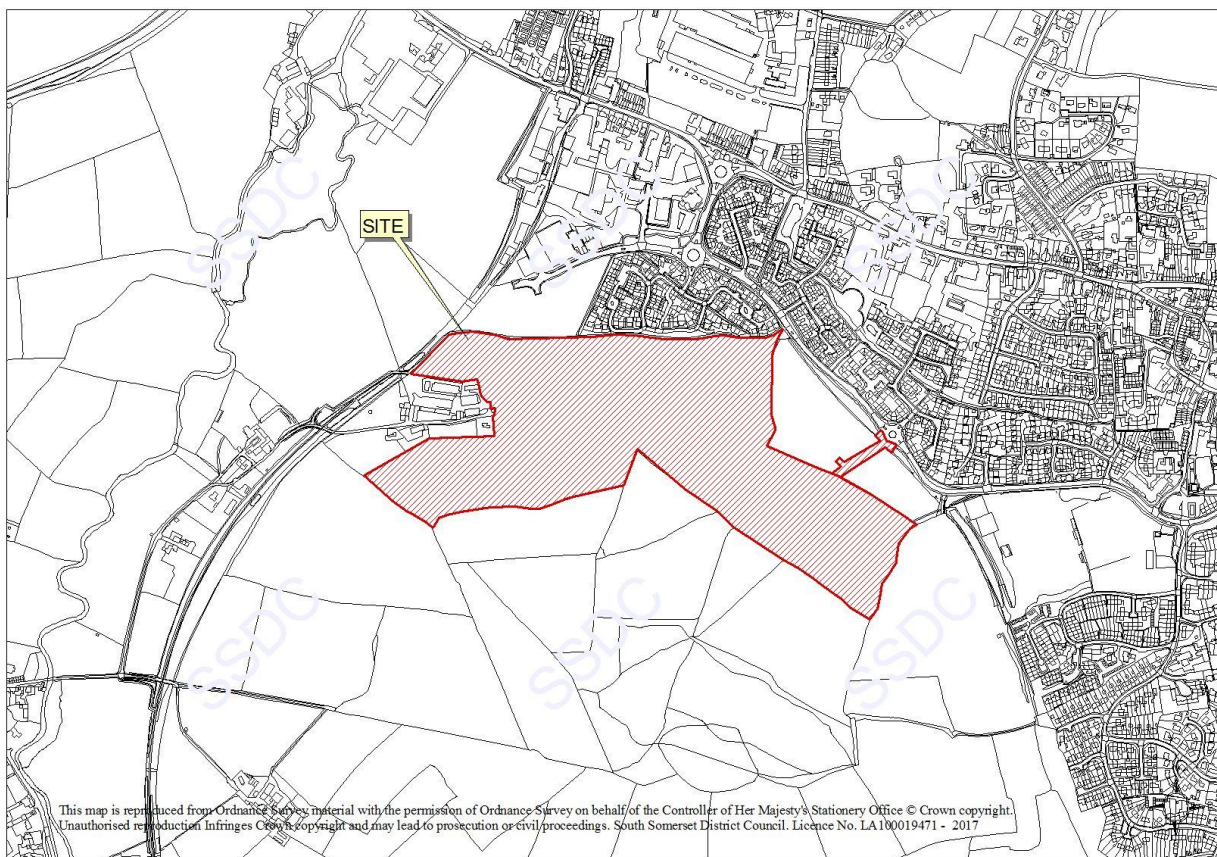 SSDC SSDC SSDC
SITE
SSDC SSDC SSDC
This map is reproduced from Ordnance Survey material with the permission of Ordnance Survey on behalf of the Controller of Her Majesty's Stationery Office © Crown copyright.
Unauthorised reproduction Infringes Crown copyright and may lead to prosecution or civil proceedings. South Somerset District Council. Licence No. LA100019471 - 2017